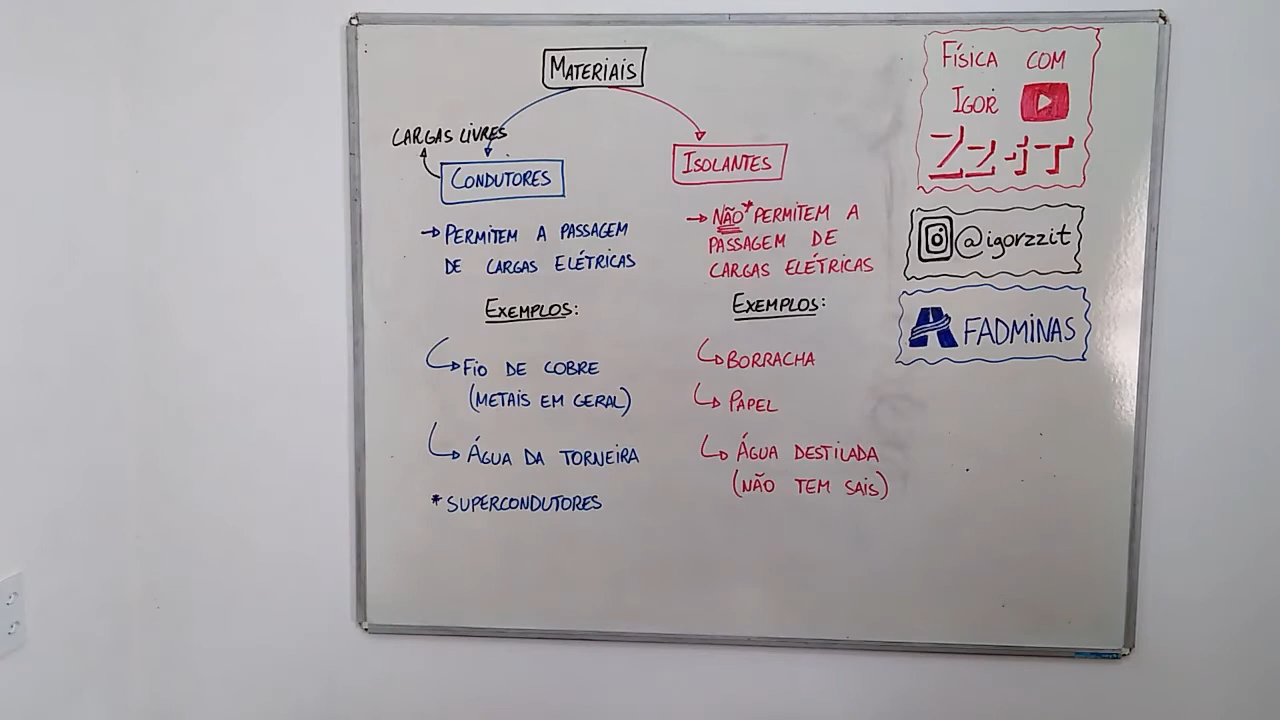 MATERIAIS
CARGAS LIVRES
CONDUTORES
→ PERMITEM A PASSAGEM
DE CARGAS ELÉTRICAS
EXEMPLOS:
FIO DE COBRE
(METAIS EM GERAL)
ÁGUA DA TORNEIRA
* SUPERCONDUTORES
ISOLANTES
→ NÃO* PERMITEM A
PASSAGEM DE
CARGAS ELÉTRICAS
EXEMPLOS:
BORRACHA
PAPEL
ÁGUA DESTILADA
(NÃO TEM SAIS)
FÍSICA COM
IGOR
ZZIT
@igorzzit
FADMINAS